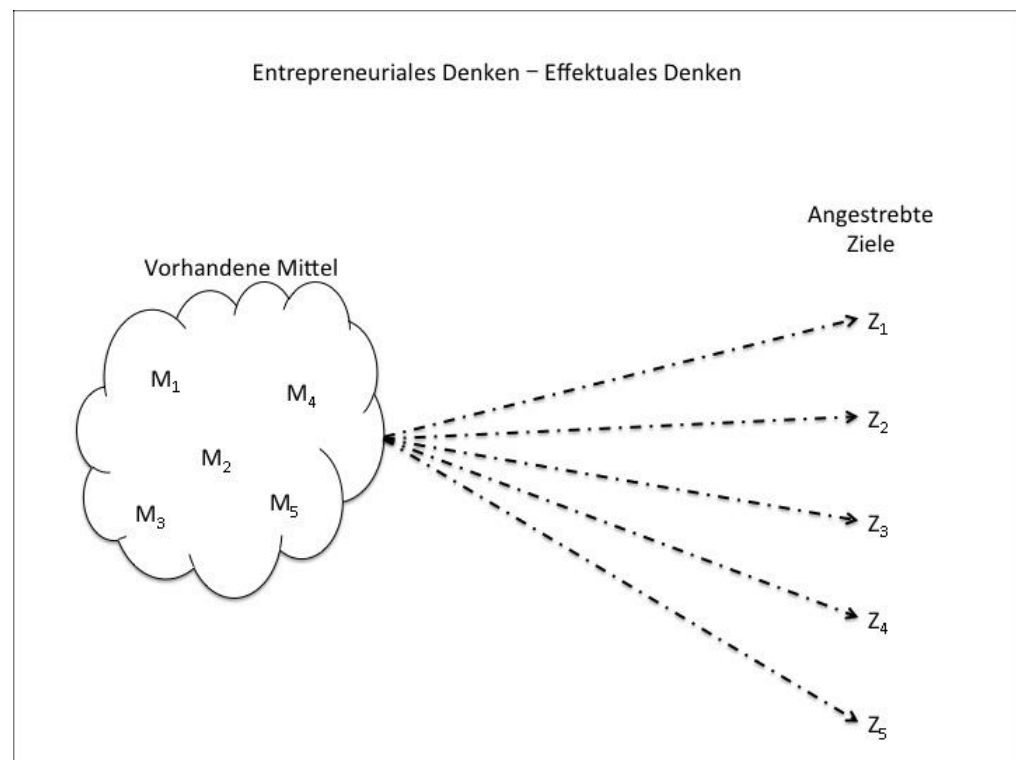 Entrepreneuriales Denken – Effektuales Denken
Angestrebte
Ziele
Vorhandene Mittel
Z₁
M₁
M₄
Z₂
M₂
M₃
M₅
Z₃
Z₄
Z₅